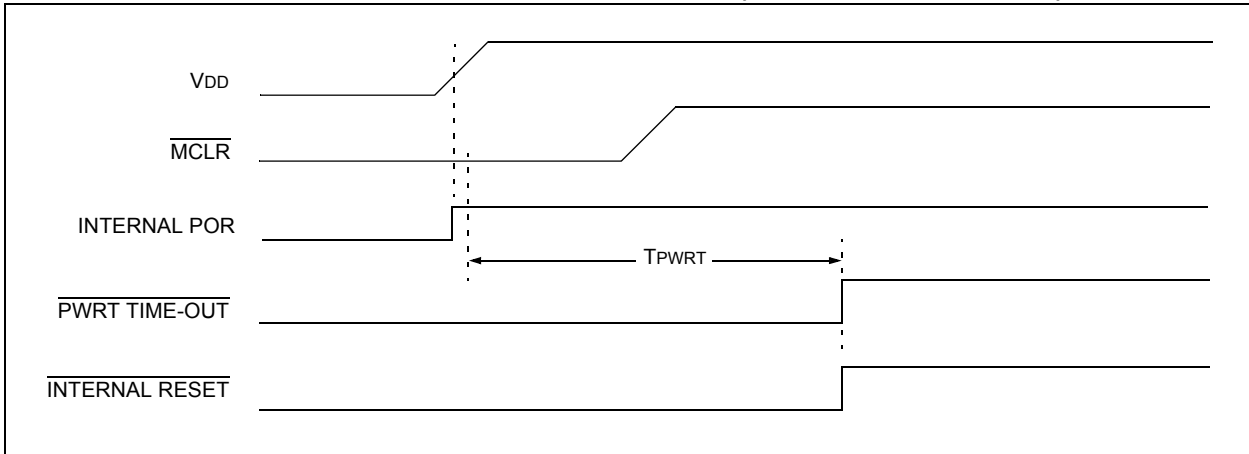 VDD
MCLR
INTERNAL POR
TPWRT
PWRT TIME-OUT
INTERNAL RESET